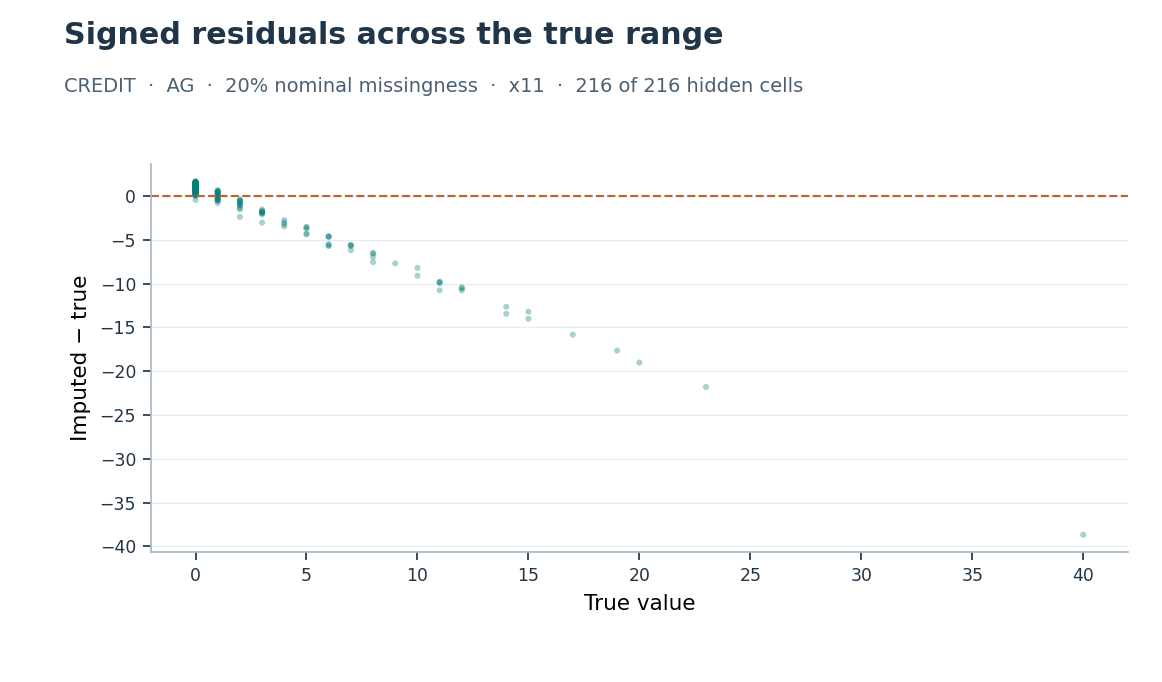 Signed residuals across the true range
CREDIT · AG · 20% nominal missingness · x11 · 216 of 216 hidden cells
Imputed − true
0
−5
−10
−15
−20
−25
−30
−35
−40
0 5 10 15 20 25 30 35 40
True value